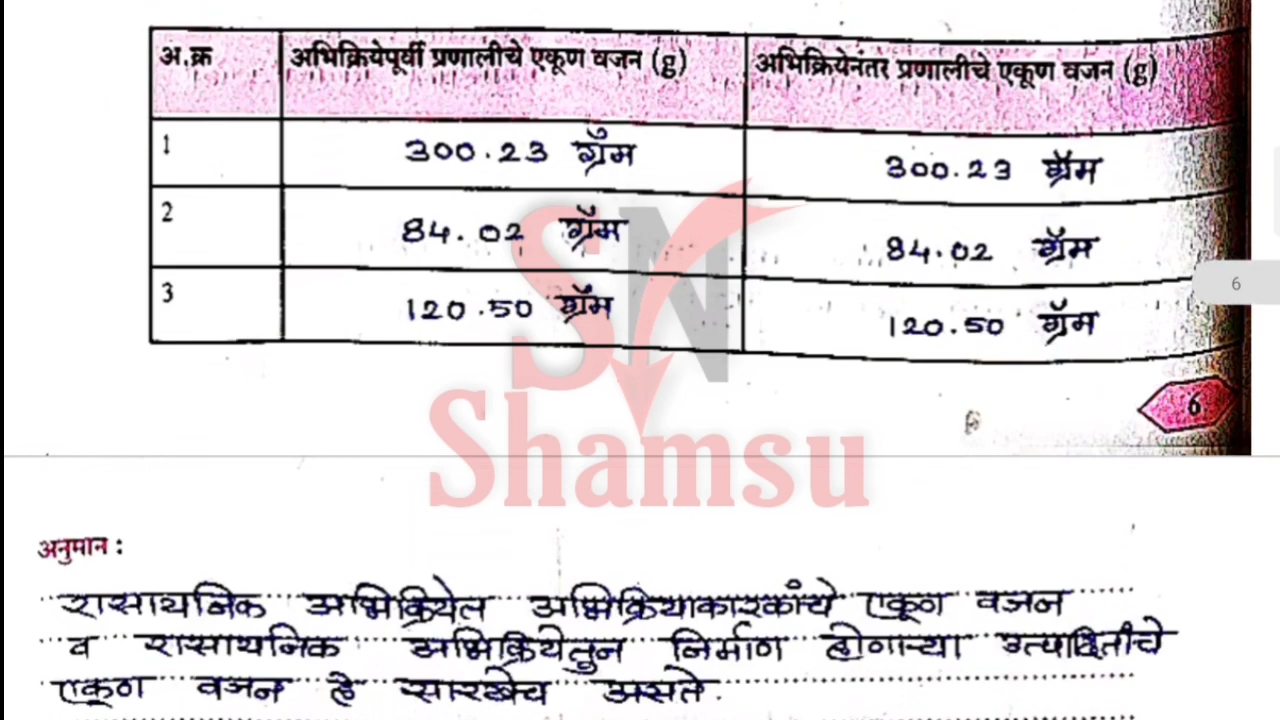 अ.क्र अभिक्रियेपूर्वी प्रणालीचे एकूण वजन (g) अभिक्रियेनंतर प्रणालीचे एकूण वजन (g)
1 300.23 ग्रॅम 300.23 ग्रॅम
2 84.02 ग्रॅम 84.02 ग्रॅम
3 120.50 ग्रॅम 120.50 ग्रॅम
6
6
SN
Shamsu
अनुमान :
रासायनिक अभिक्रियेत अभिक्रियाकारकांचे एकूण वजन
व रासायनिक अभिक्रियेतुन निर्माण होणाऱ्या उत्पादितांचे
एकूण वजन हे सारखेच असते.